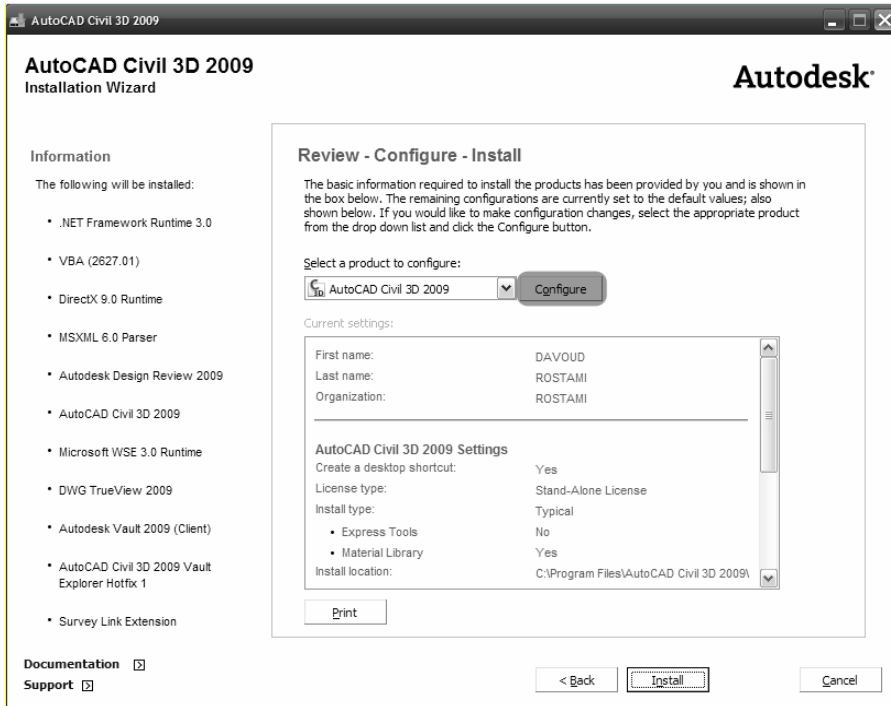 AutoCAD Civil 3D 2009
AutoCAD Civil 3D 2009
Installation Wizard
Autodesk
Information
The following will be installed:
• .NET Framework Runtime 3.0
• VBA (2627.01)
• DirectX 9.0 Runtime
• MSXML 6.0 Parser
• Autodesk Design Review 2009
• AutoCAD Civil 3D 2009
• Microsoft WSE 3.0 Runtime
• DWG TrueView 2009
• Autodesk Vault 2009 (Client)
• AutoCAD Civil 3D 2009 Vault
Explorer Hotfix 1
• Survey Link Extension
Documentation
Support
Review - Configure - Install
The basic information required to install the products has been provided by you and is shown in
the box below. The remaining configurations are currently set to the default values; also
shown below. If you would like to make configuration changes, select the appropriate product
from the drop down list and click the Configure button.
Select a product to configure:
AutoCAD Civil 3D 2009 Configure
Current settings:
First name: DAVOUD
Last name: ROSTAMI
Organization: ROSTAMI
AutoCAD Civil 3D 2009 Settings
Create a desktop shortcut: Yes
License type: Stand-Alone License
Install type: Typical
• Express Tools No
• Material Library Yes
Install location: C:\Program Files\AutoCAD Civil 3D 2009\
Print
< Back Install Cancel